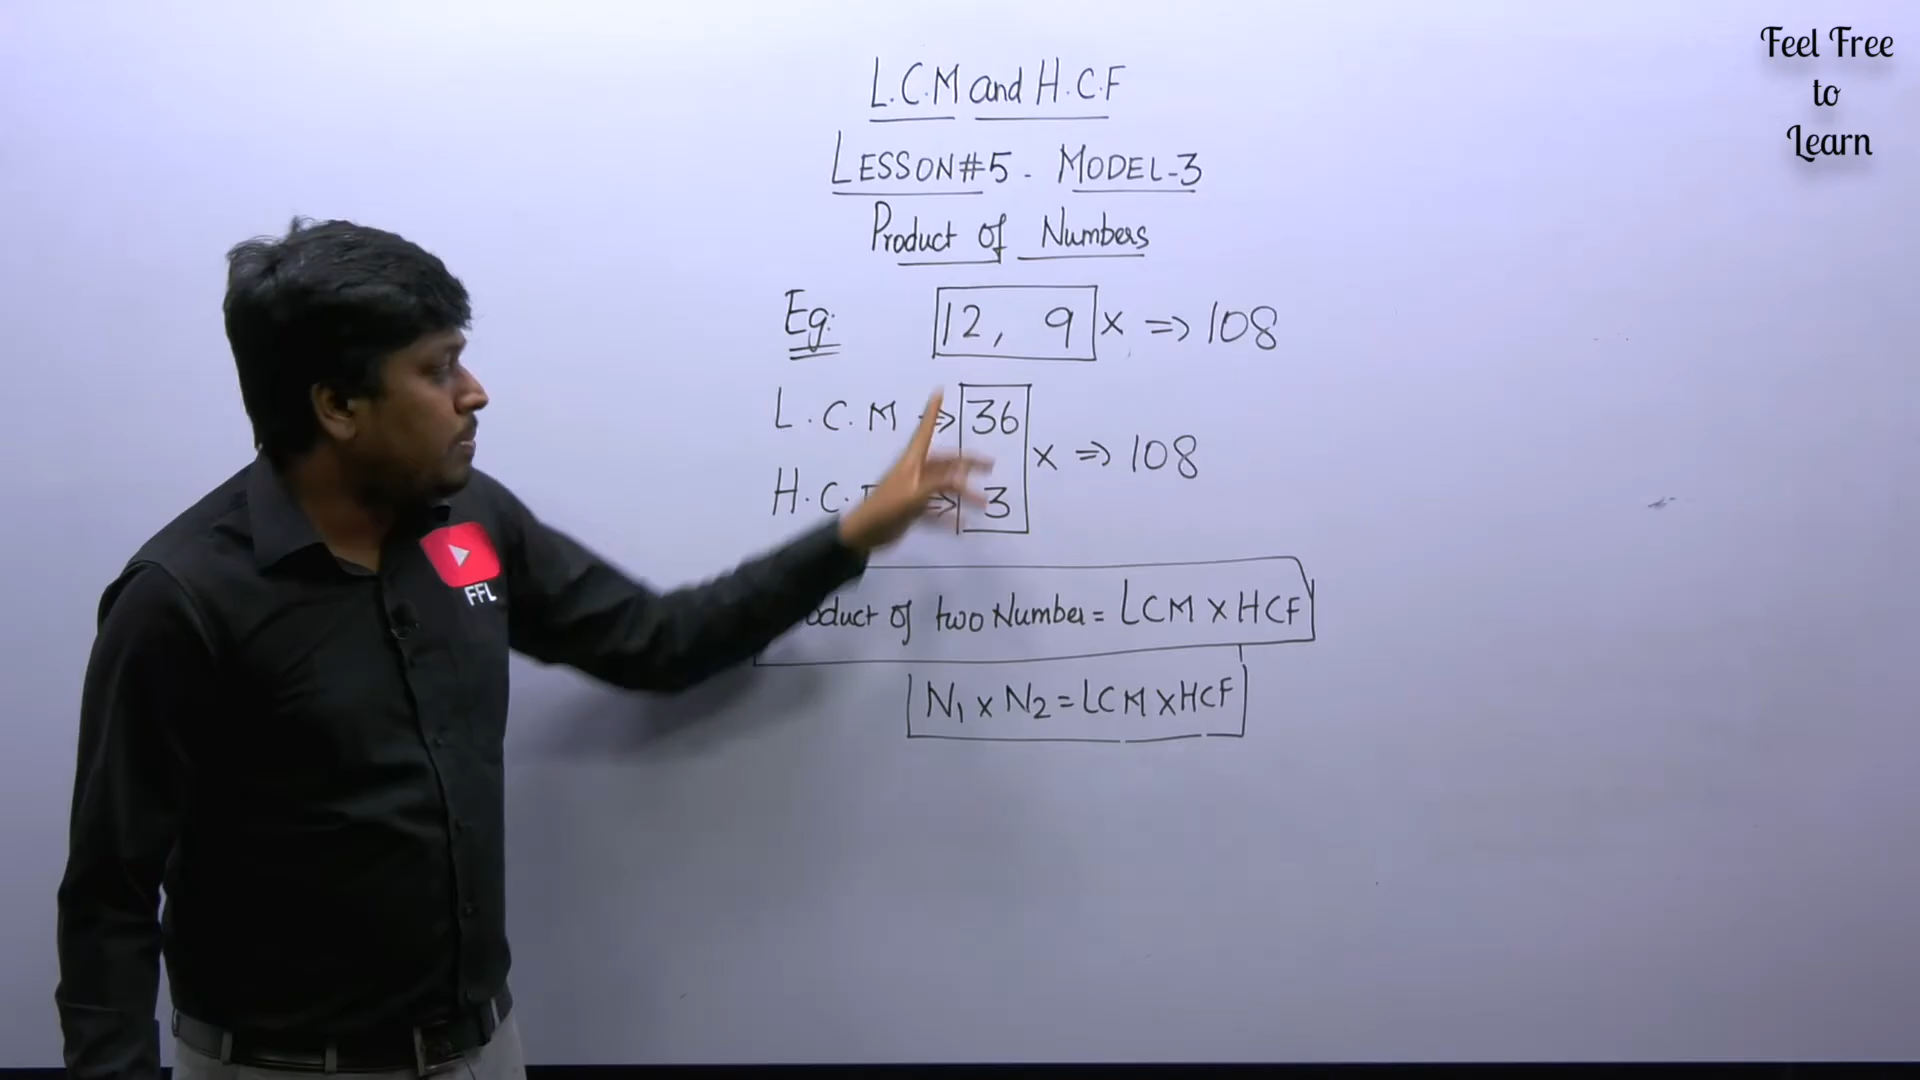 Feel Free
to
Learn
L.C.M and H.C.F
LESSON#5 - MODEL-3
Product of Numbers
Eg: 12, 9 x => 108
L.C.M => 36
x => 108
H.C. => 3
of two Number = LCM X HCF
N1 x N2 = LCM X HCF
FFL